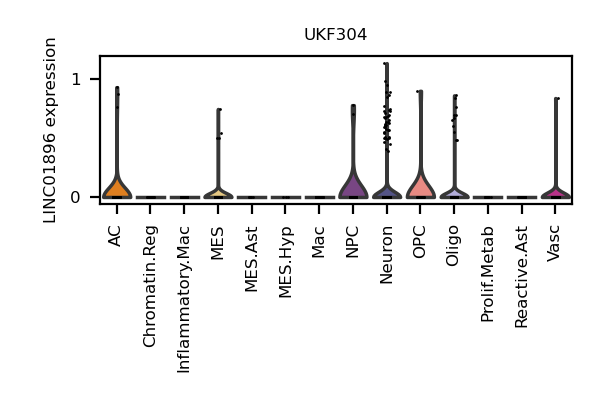 UKF304
LINC01896 expression
1
0
AC
Chromatin.Reg
Inflammatory.Mac
MES
MES.Ast
MES.Hyp
Mac
NPC
Neuron
OPC
Oligo
Prolif.Metab
Reactive.Ast
Vasc